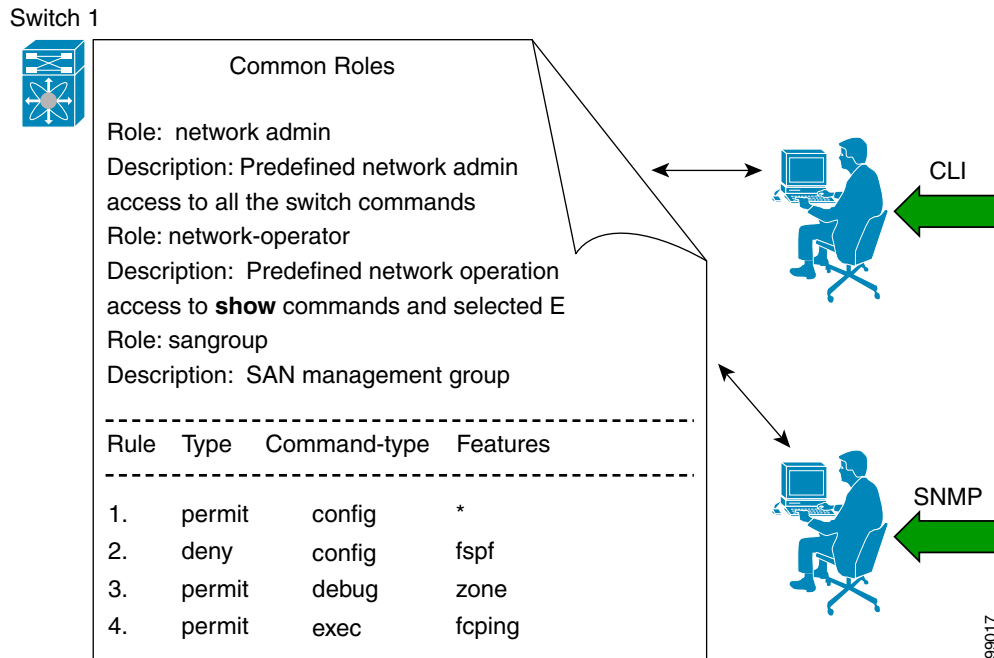 Switch 1
Common Roles
Role: network admin
Description: Predefined network admin
access to all the switch commands
Role: network-operator
Description: Predefined network operation
access to show commands and selected E
Role: sangroup
Description: SAN management group
Rule Type Command-type Features
1. permit config *
2. deny config fspf
3. permit debug zone
4. permit exec fcping
CLI
SNMP
99017